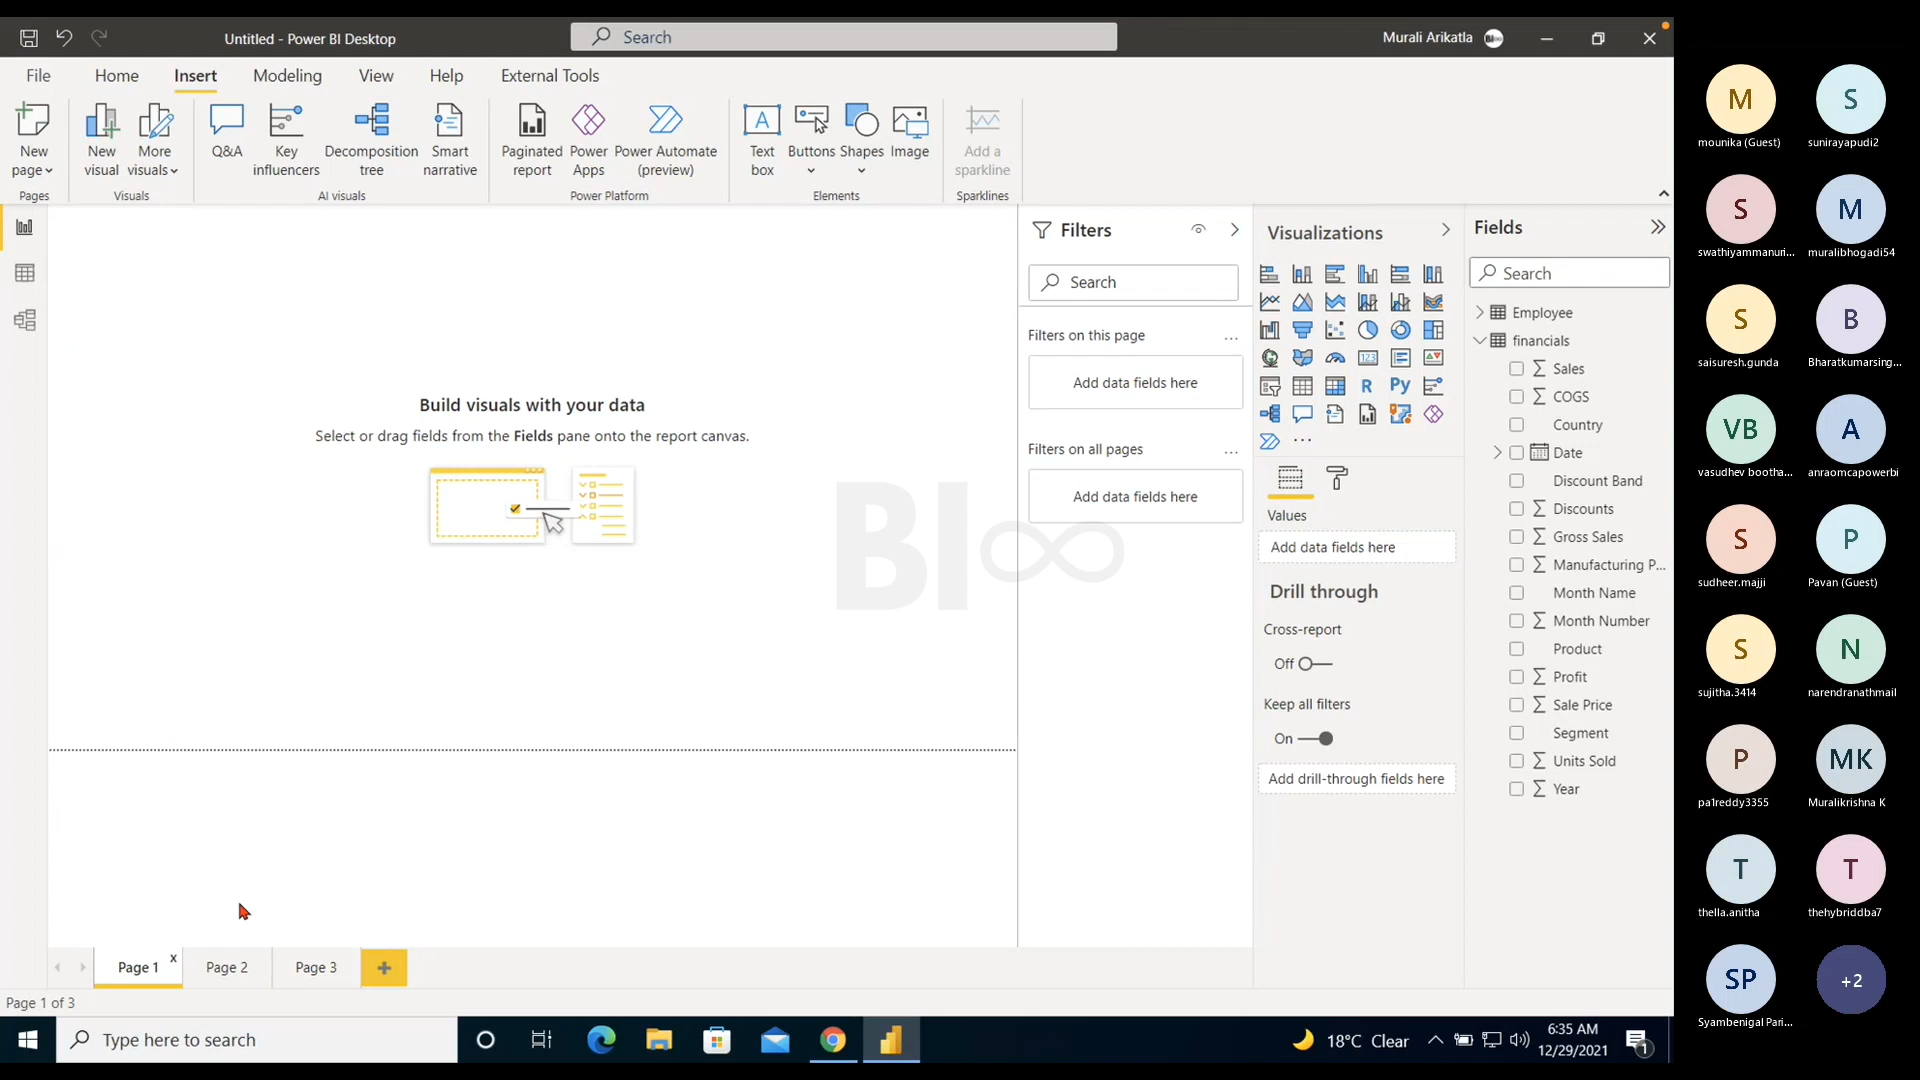 Untitled - Power BI Desktop
Search
Murali Arikatla
File Home Insert Modeling View Help External Tools
New page
New visual
More visuals
Q&A
Key influencers
Decomposition tree
Smart narrative
Paginated report
Power Apps
Power Automate (preview)
Text box
Buttons
Shapes
Image
Add a sparkline
Pages
Visuals
AI visuals
Power Platform
Elements
Sparklines
Build visuals with your data
Select or drag fields from the Fields pane onto the report canvas.
BI
Filters
Search
Filters on this page
...
Add data fields here
Filters on all pages
...
Add data fields here
Visualizations
123
R
Py
...
Values
Add data fields here
Drill through
Cross-report
Off
Keep all filters
On
Add drill-through fields here
Fields
Search
Employee
financials
Σ Sales
Σ COGS
Country
Date
Discount Band
Σ Discounts
Σ Gross Sales
Σ Manufacturing P...
Month Name
Σ Month Number
Product
Σ Profit
Σ Sale Price
Segment
Σ Units Sold
Σ Year
Page 1 x
Page 2
Page 3
+
Page 1 of 3
Type here to search
18°C Clear
6:35 AM
12/29/2021
1
M
mounika (Guest)
S
sunirayapudi2
S
swathiyammanuri...
M
muralibhogadi54
S
saisuresh.gunda
B
Bharatkumarsing...
VB
vasudhev bootha...
A
anraomcapowerbi
S
sudheer.majji
P
Pavan (Guest)
S
sujitha.3414
N
narendranathmail
P
pa1reddy3355
MK
Muralikrishna K
T
thella.anitha
T
thehybriddba7
SP
Syambenigal Pari...
+2